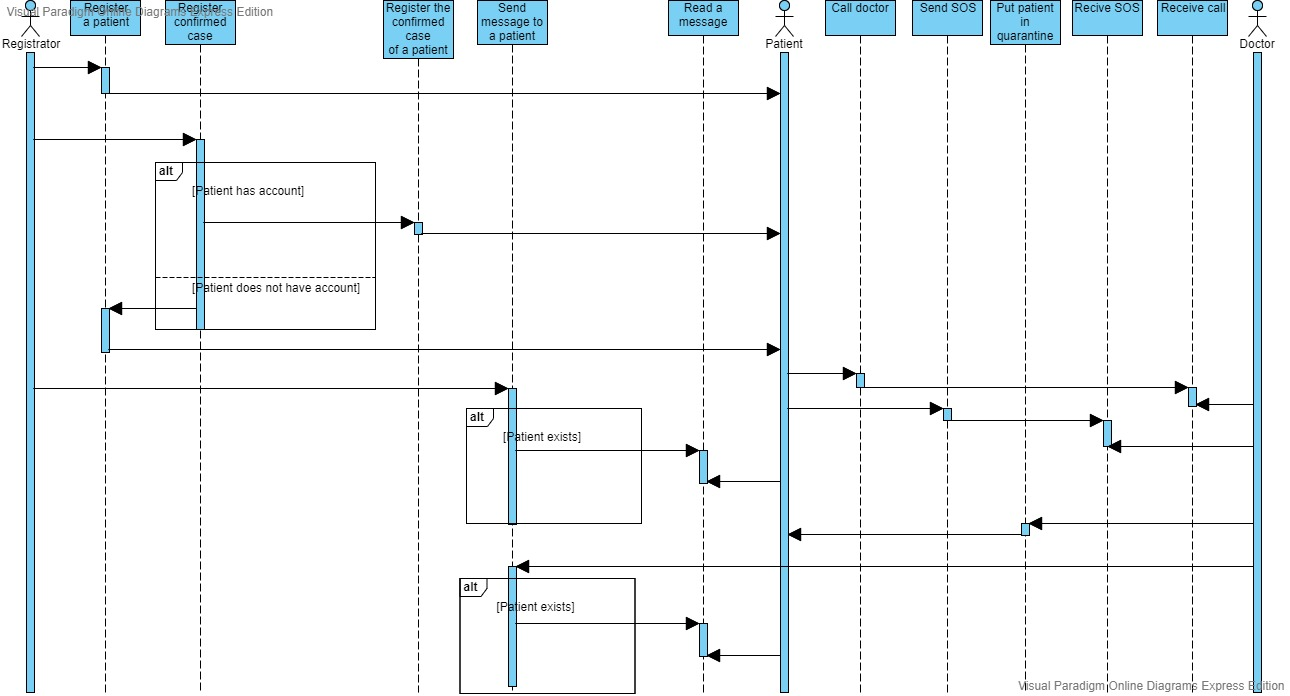 Visual Paradigm Online Diagrams Express Edition
Registrator
Register
a patient
Register
confirmed
case
Register the
confirmed
case
of a patient
Send
message to
a patient
Read a
message
Patient
Call doctor
Send SOS
Put patient
in
quarantine
Recive SOS
Receive call
Doctor
alt
[Patient has account]
[Patient does not have account]
alt
[Patient exists]
alt
[Patient exists]
Visual Paradigm Online Diagrams Express Edition